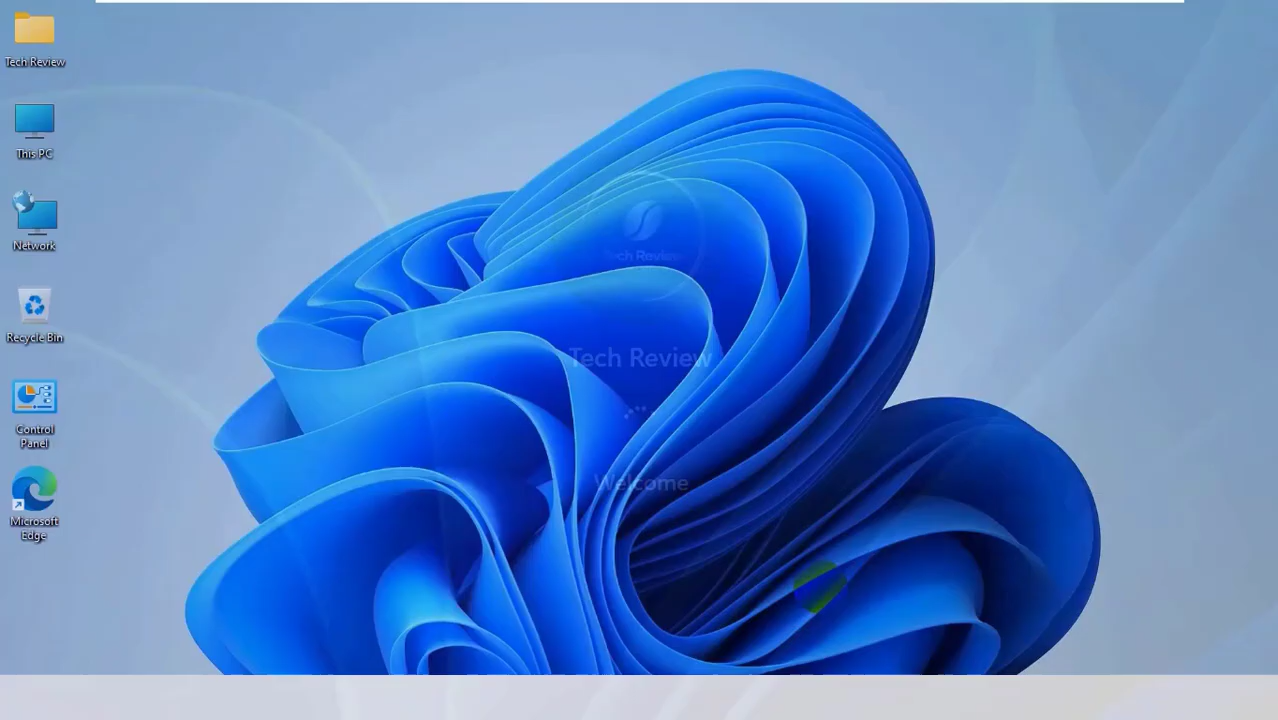 Tech Review
This PC
Network
Recycle Bin
Control
Panel
Microsoft
Edge
Tech Review
Tech Review
Welcome